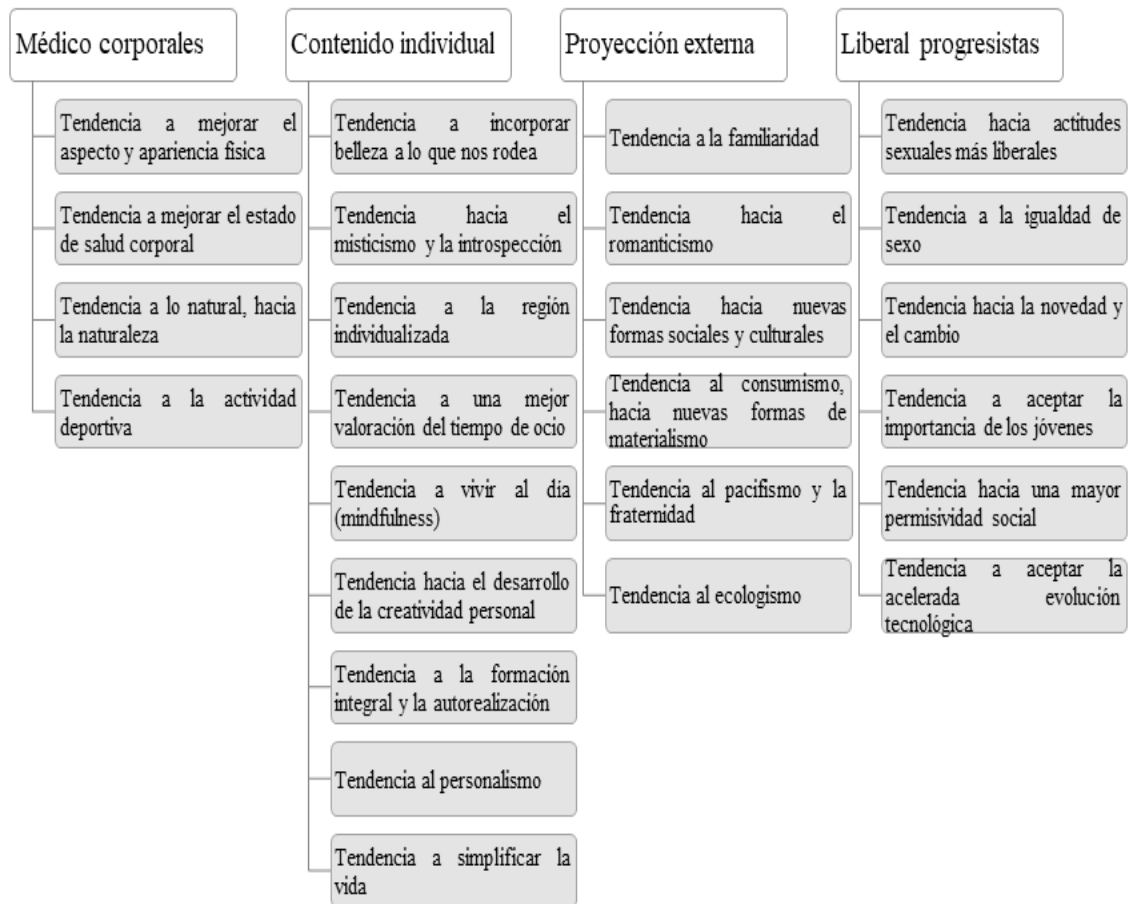 Médico corporales
Tendencia a mejorar el
aspecto y apariencia física
Tendencia a mejorar el estado
de salud corporal
Tendencia a lo natural, hacia
la naturaleza
Tendencia a la actividad
deportiva
Contenido individual
Tendencia a incorporar
belleza a lo que nos rodea
Tendencia hacia el
misticismo y la introspección
Tendencia a la región
individualizada
Tendencia a una mejor
valoración del tiempo de ocio
Tendencia a vivir al día
(mindfulness)
Tendencia hacia el desarrollo
de la creatividad personal
Tendencia a la formación
integral y la autorealización
Tendencia al personalismo
Tendencia a simplificar la
vida
Proyección externa
Tendencia a la familiaridad
Tendencia hacia el
romanticismo
Tendencia hacia nuevas
formas sociales y culturales
Tendencia al consumismo,
hacia nuevas formas de
materialismo
Tendencia al pacifismo y la
fraternidad
Tendencia al ecologismo
Liberal progresistas
Tendencia hacia actitudes
sexuales más liberales
Tendencia a la igualdad de
sexo
Tendencia hacia la novedad y
el cambio
Tendencia a aceptar la
importancia de los jóvenes
Tendencia hacia una mayor
permisividad social
Tendencia a aceptar la
acelerada evolución
tecnológica